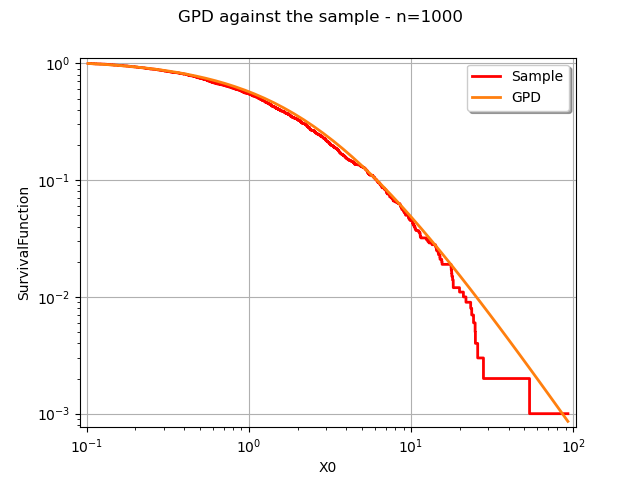 GPD against the sample - n=1000
Sample
GPD
SurvivalFunction
10⁰
10⁻¹
10⁻²
10⁻³
10⁻¹
10⁰
10¹
10²
X0